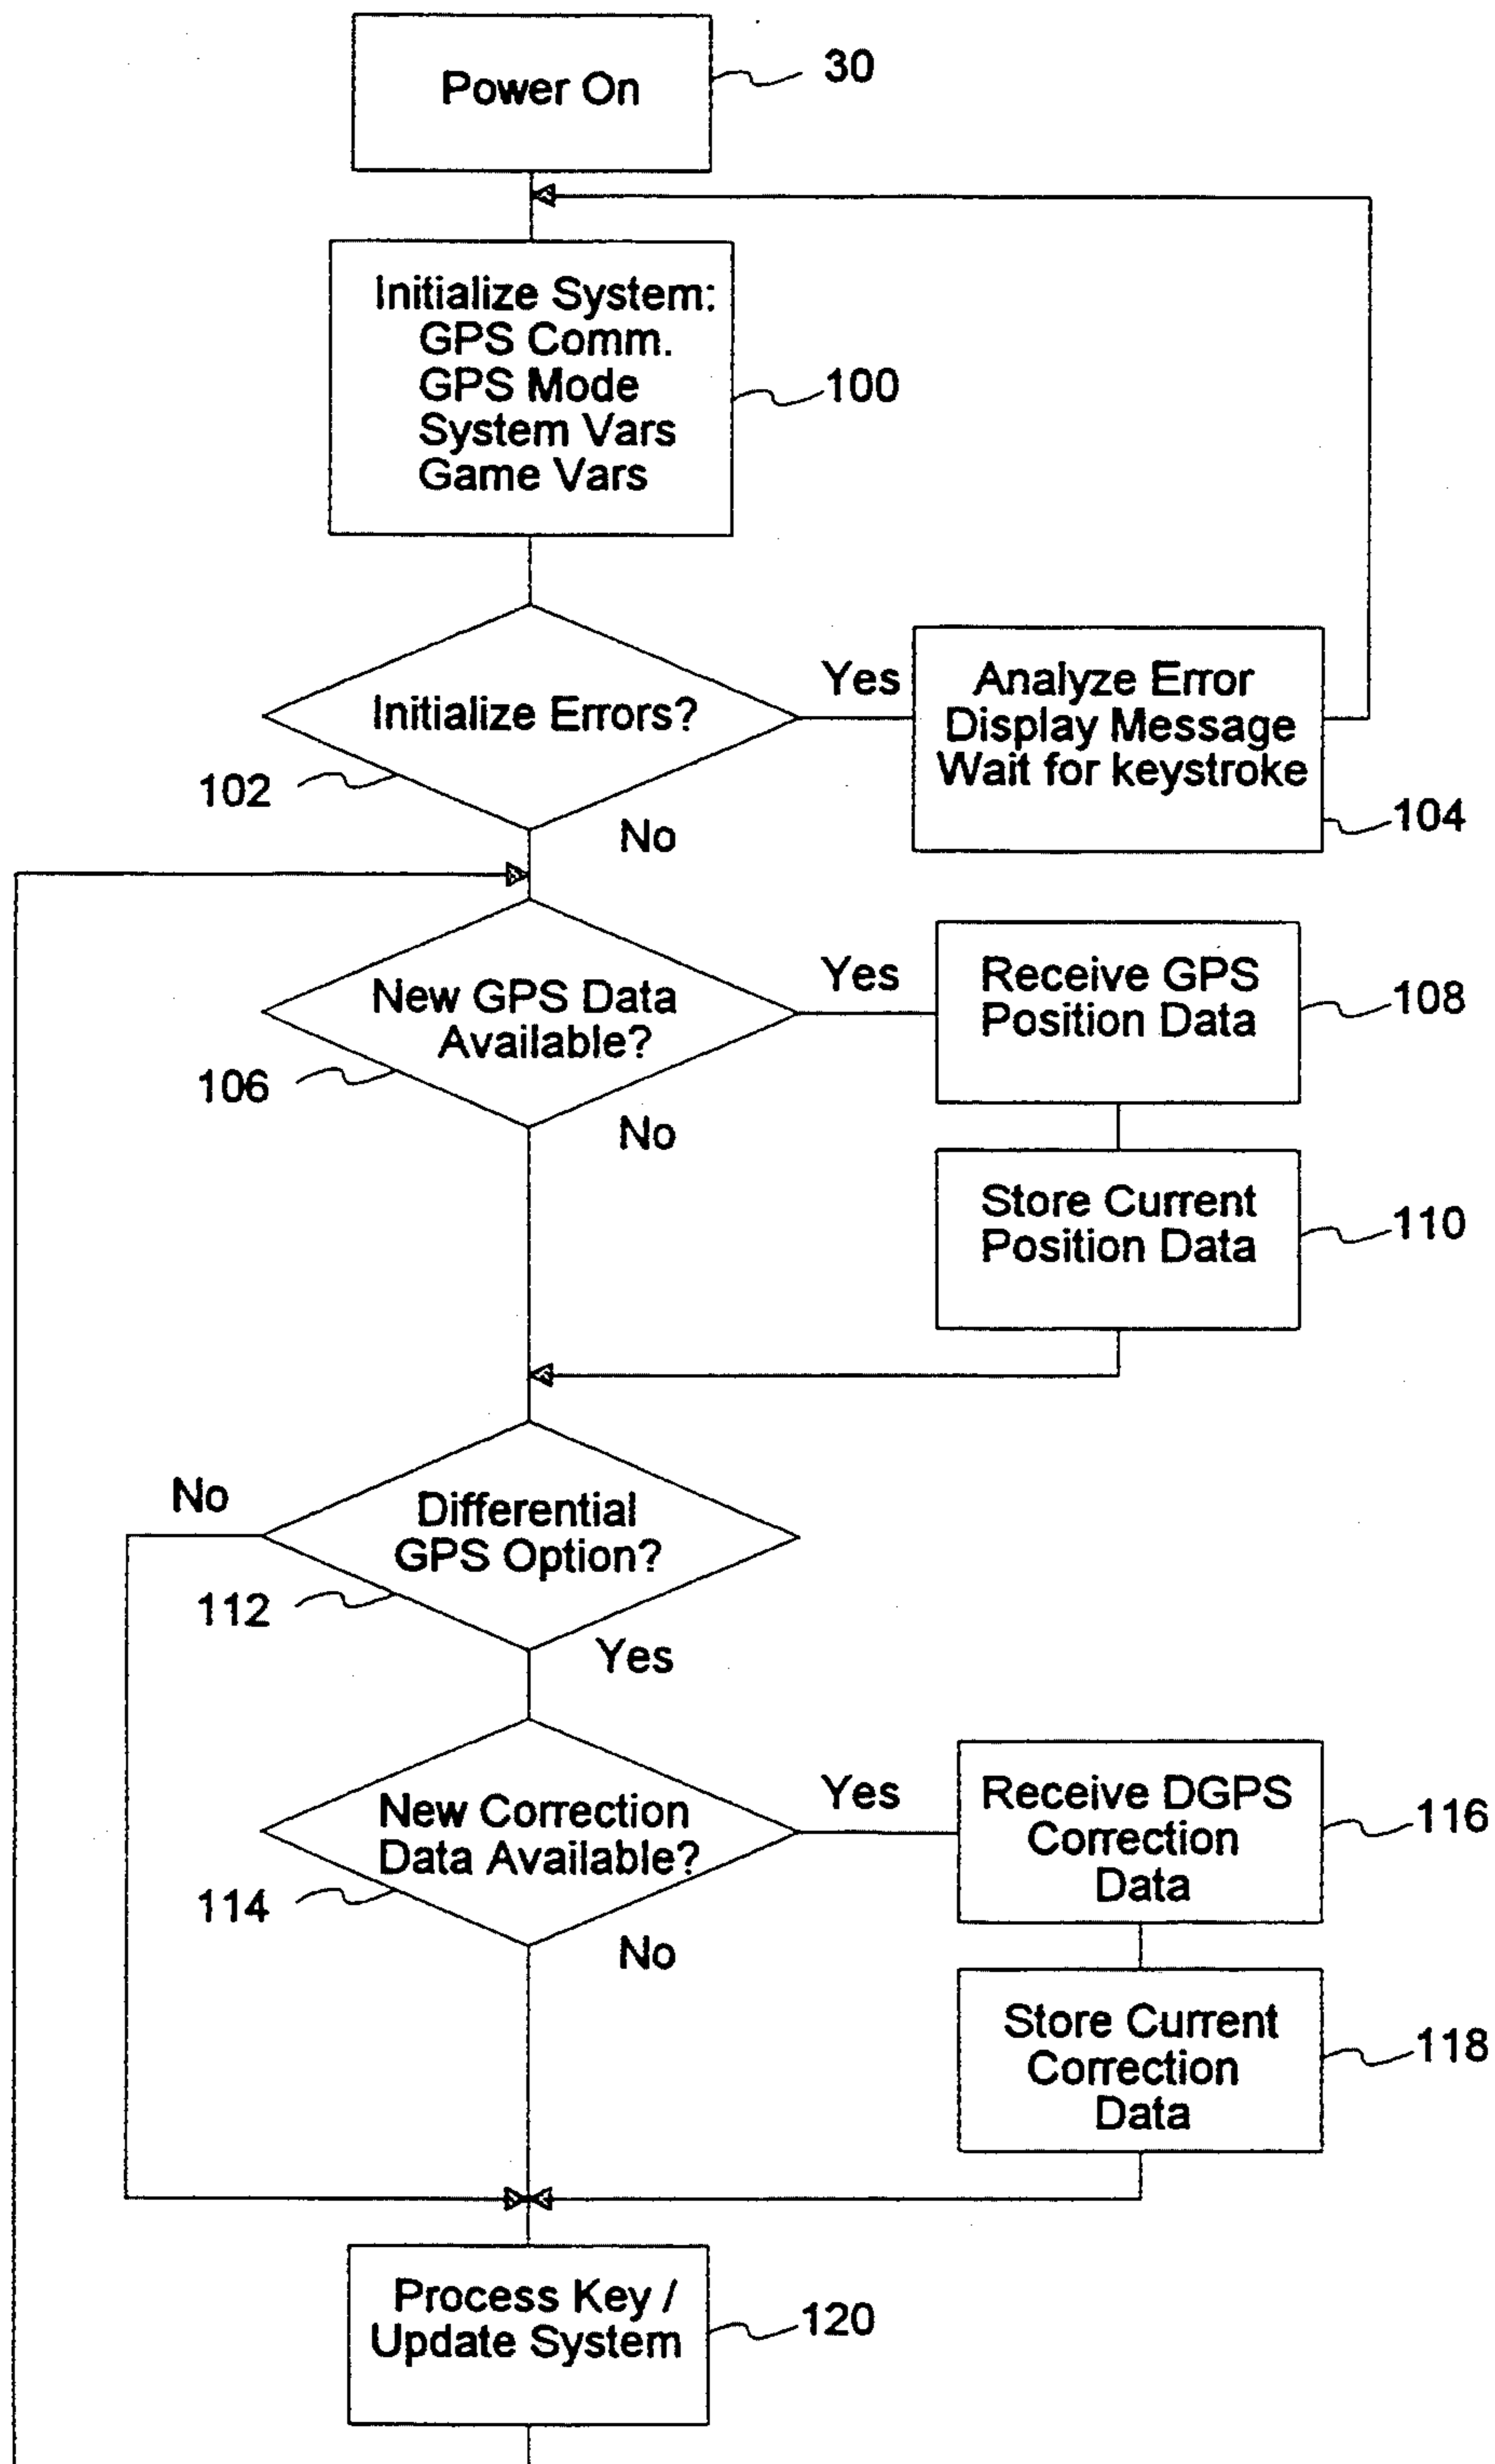 Power On
30
Initialize System:
GPS Comm.
GPS Mode
System Vars
Game Vars
100
Initialize Errors?
102
Yes
Analyze Error
Display Message
Wait for keystroke
104
No
New GPS Data
Available?
106
Yes
Receive GPS
Position Data
108
No
Store Current
Position Data
110
No
Differential
GPS Option?
112
Yes
New Correction
Data Available?
114
Yes
Receive DGPS
Correction
Data
116
No
Store Current
Correction
Data
118
Process Key /
Update System
120